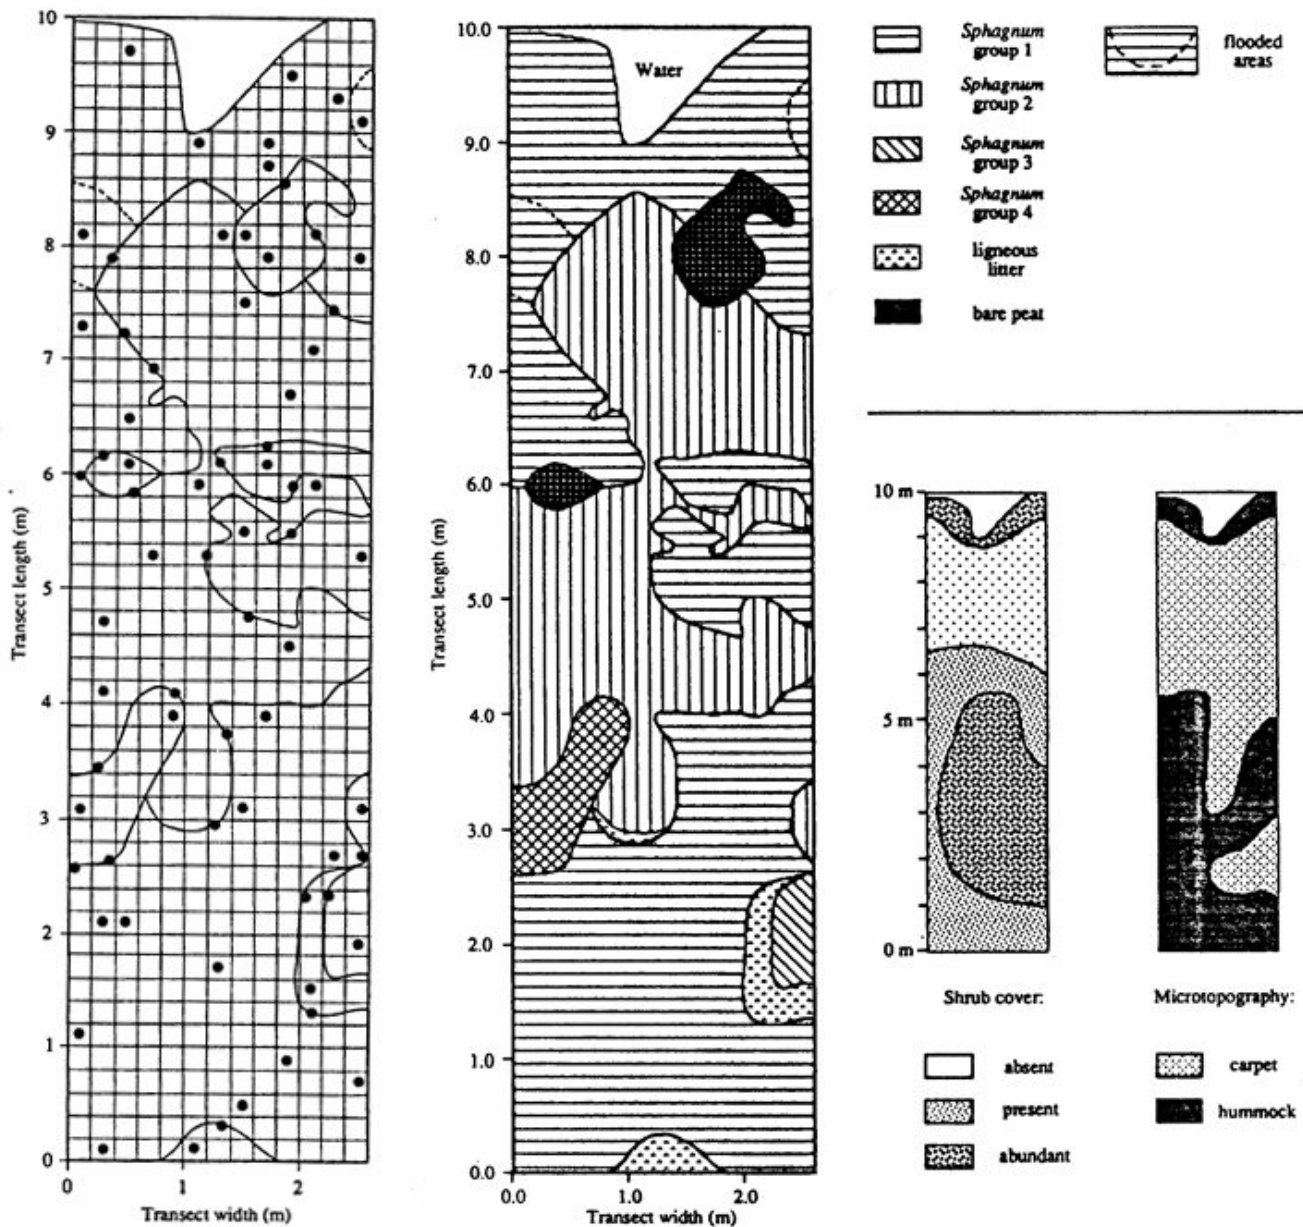 10
9
8
7
6
5
4
3
2
1
0
0
1
2
Transect length (m)
Transect width (m)
10.0
9.0
8.0
7.0
6.0
5.0
4.0
3.0
2.0
1.0
0.0
0.0
1.0
2.0
Transect length (m)
Transect width (m)
Water
Sphagnum
group 1
Sphagnum
group 2
Sphagnum
group 3
Sphagnum
group 4
ligneous
litter
bare peat
flooded
areas
10 m
5 m
0 m
Shrub cover:
absent
present
abundant
Microtopography:
carpet
hummock